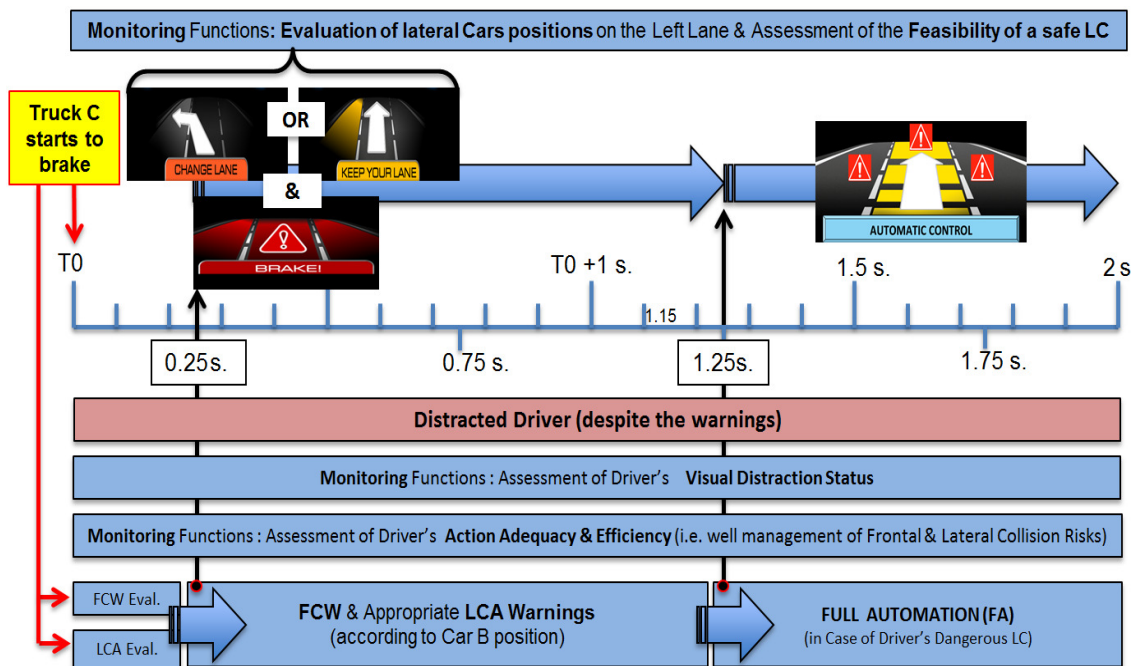 Monitoring Functions: Evaluation of lateral Cars positions on the Left Lane & Assessment of the Feasibility of a safe LC
Truck C
starts to
brake
CHANGE LANE
OR
KEEP YOUR LANE
&
BRAKE!
AUTOMATIC CONTROL
T0
T0 +1 s.
1.5 s.
2 s
1.15
0.25s.
0.75 s.
1.25s.
1.75 s.
Distracted Driver (despite the warnings)
Monitoring Functions : Assessment of Driver's Visual Distraction Status
Monitoring Functions : Assessment of Driver's Action Adequacy & Efficiency (i.e. well management of Frontal & Lateral Collision Risks)
FCW Eval.
LCA Eval.
FCW & Appropriate LCA Warnings
(according to Car B position)
FULL AUTOMATION (FA)
(in Case of Driver's Dangerous LC)